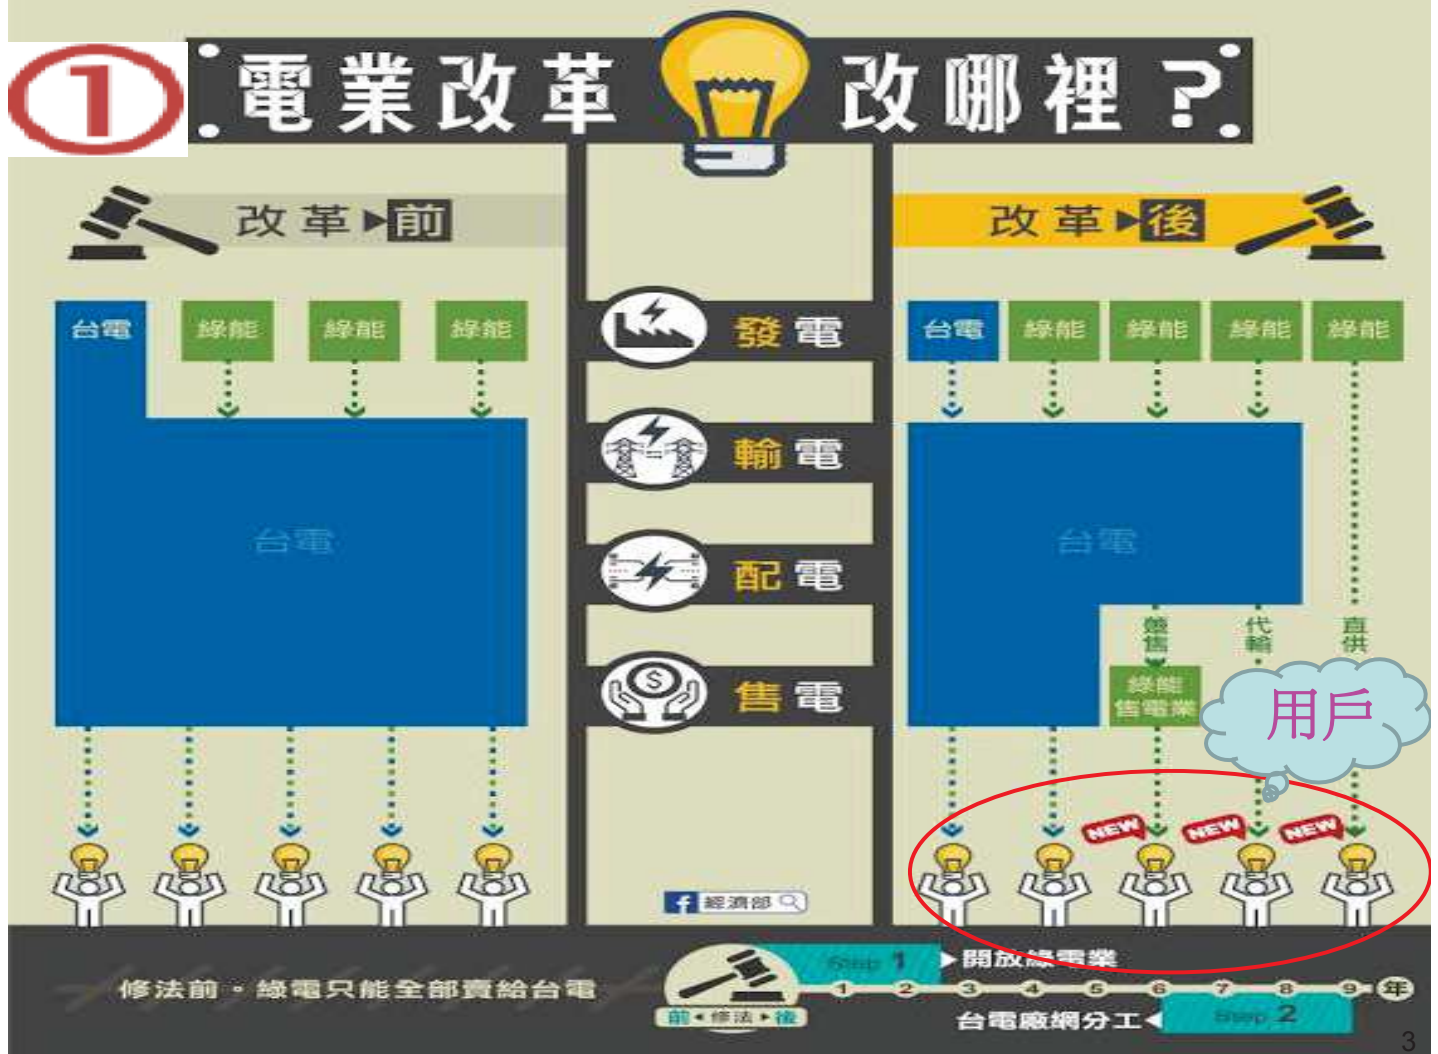 ①
電業改革 改哪裡?
改革▶前
改革▶後
台電 綠能 綠能 綠能
發電
台電 綠能 綠能 綠能 綠能
輸電
台電
台電
配電
躉售 代輸 直供
售電
綠能
售電業
用戶
NEW NEW NEW
f 經濟部
修法前。綠電只能全部賣給台電
Step 1 ▶開放綠電業
1 2 3 4 5 6 7 8 9 年
前◀修法▶後
台電廠網分工◀ Step 2
3